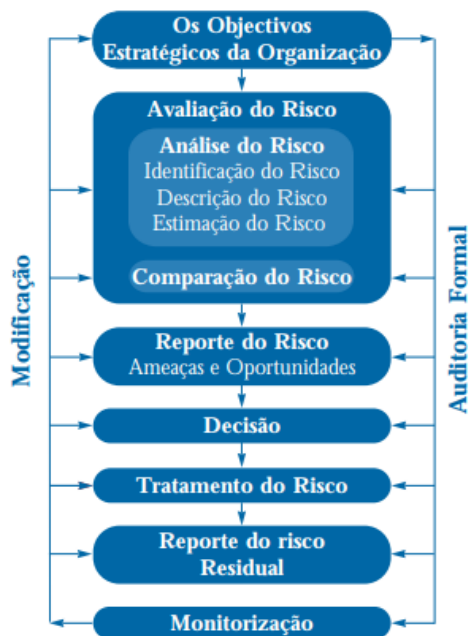 Os Objectivos
Estratégicos da Organização
Avaliação do Risco
Análise do Risco
Identificação do Risco
Descrição do Risco
Estimação do Risco
Comparação do Risco
Reporte do Risco
Ameaças e Oportunidades
Decisão
Tratamento do Risco
Reporte do risco
Residual
Monitorização
Modificação
Auditoria Formal